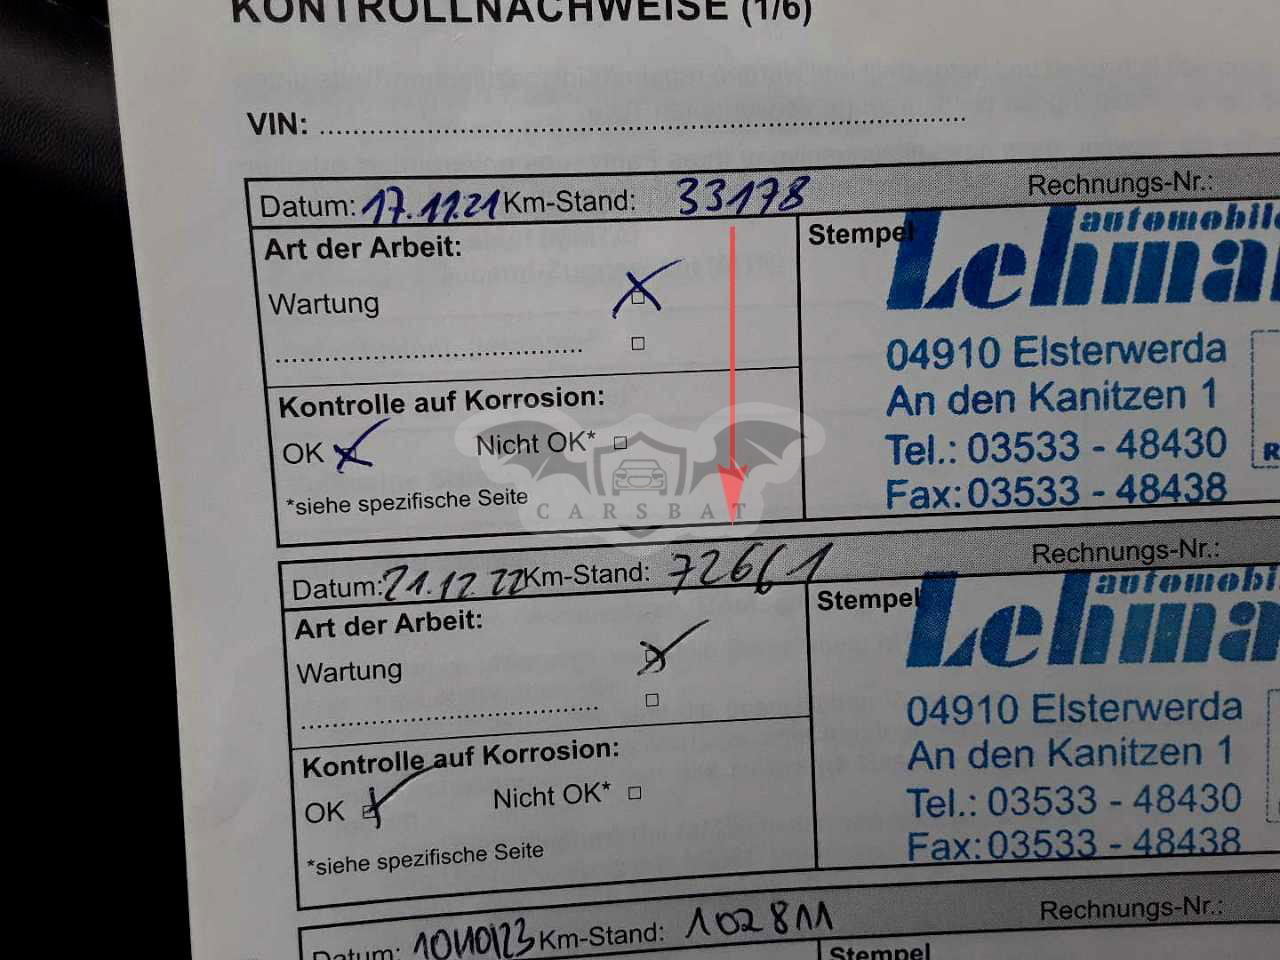 KONTROLLNACHWEISE (1/6)
VIN: ................................................................
Datum: 17.11.21 Km-Stand: 33178 Rechnungs-Nr.:
Art der Arbeit:
Wartung
Kontrolle auf Korrosion:
OK Nicht OK*
*siehe spezifische Seite
Stempel
automobile
Lehma
04910 Elsterwerda
An den Kanitzen 1
Tel.: 03533 - 48430
Fax: 03533 - 48438
CARSBAT
Datum: 21.12.22 Km-Stand: 72661 Rechnungs-Nr.:
Art der Arbeit:
Wartung
Kontrolle auf Korrosion:
OK Nicht OK*
*siehe spezifische Seite
Stempel
automobi
Lehma
04910 Elsterwerda
An den Kanitzen 1
Tel.: 03533 - 48430
Fax: 03533 - 48438
Datum: 10/10/23 Km-Stand: 102811 Rechnungs-Nr.:
Stempel